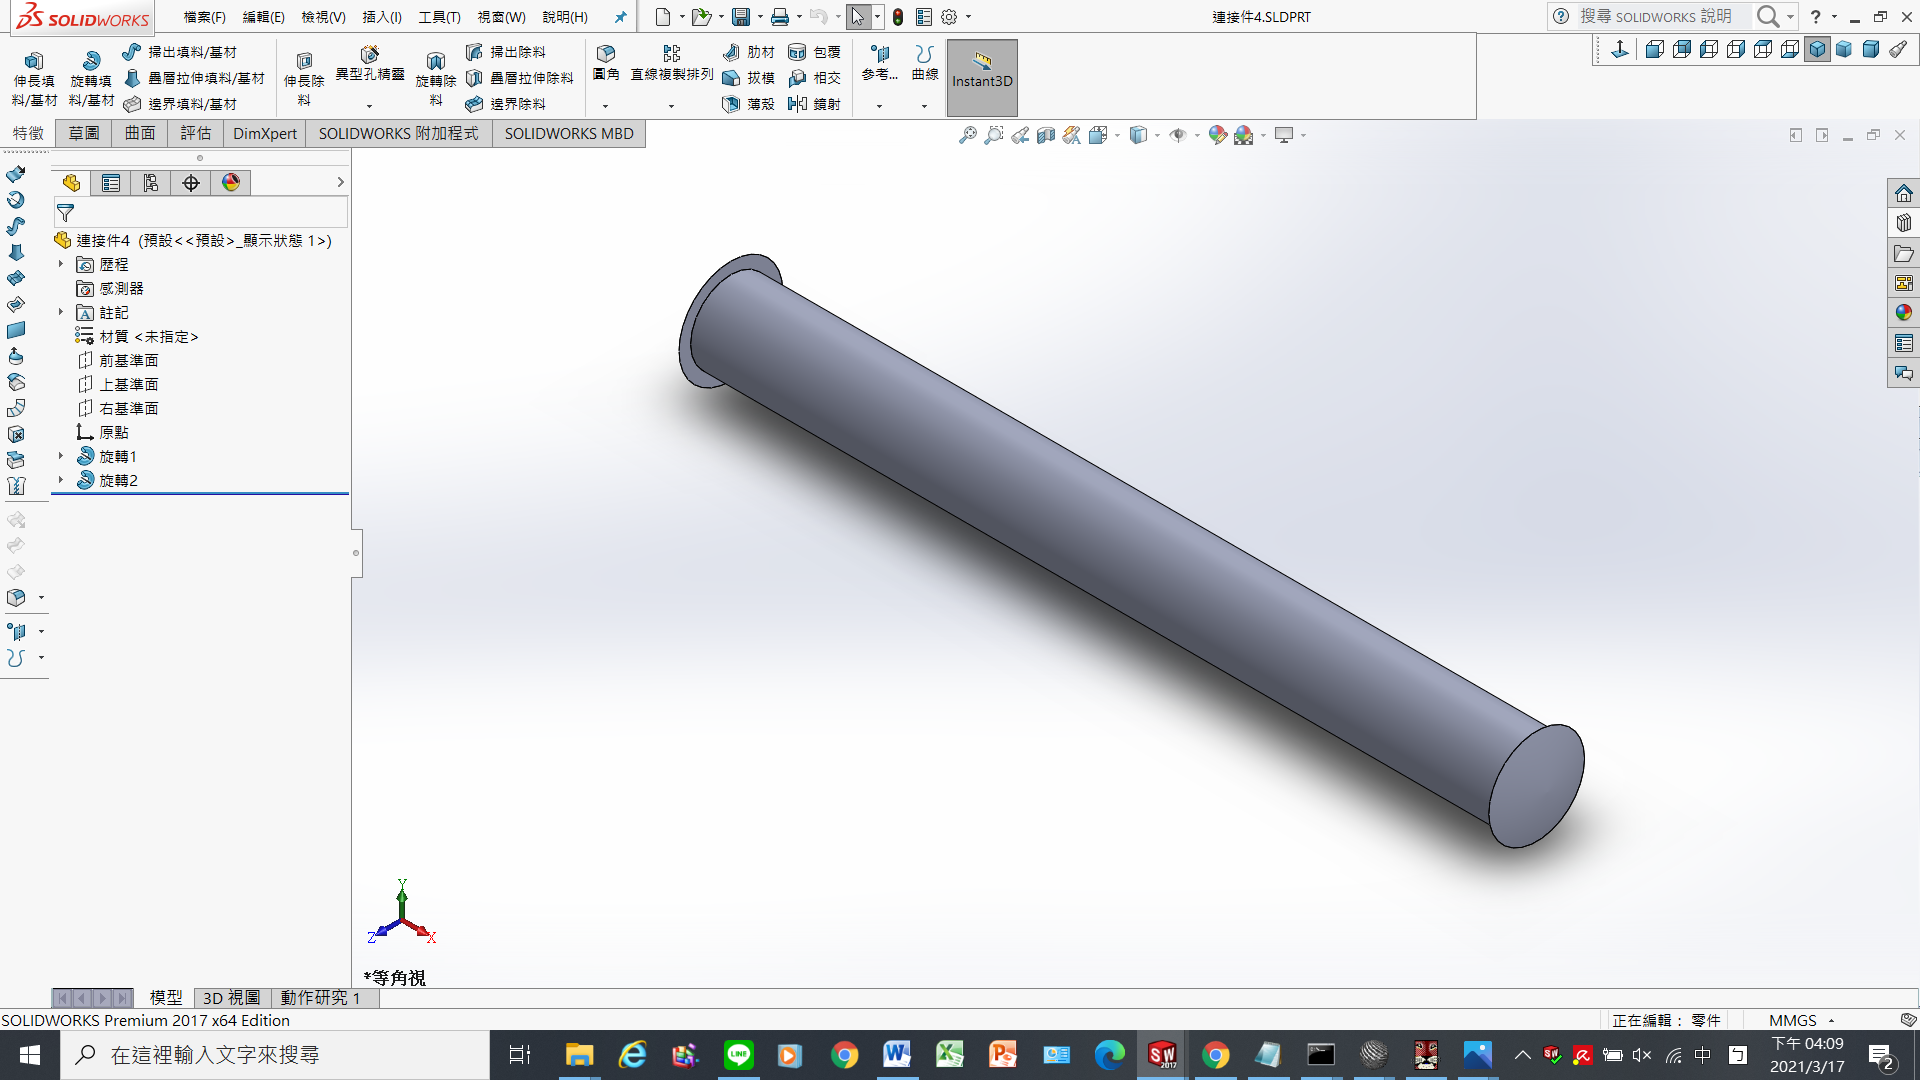 SOLIDWORKS
檔案(F) 編輯(E) 檢視(V) 插入(I) 工具(T) 視窗(W) 說明(H)
連接件4.SLDPRT
搜尋 SOLIDWORKS 說明
伸長填料/基材
旋轉填料/基材
掃出填料/基材
疊層拉伸填料/基材
邊界填料/基材
伸長除料
異型孔精靈
旋轉除料
掃出除料
疊層拉伸除料
邊界除料
圓角
直線複製排列
肋材
拔模
薄殼
包覆
相交
鏡射
參考...
曲線
Instant3D
特徵 草圖 曲面 評估 DimXpert SOLIDWORKS 附加程式 SOLIDWORKS MBD
連接件4 (預設<<預設>_顯示狀態 1>)
歷程
感測器
註記
材質 <未指定>
前基準面
上基準面
右基準面
原點
旋轉1
旋轉2
Y
Z
X
*等角視
模型 3D 視圖 動作研究 1
SOLIDWORKS Premium 2017 x64 Edition
正在編輯： 零件
MMGS
在這裡輸入文字來搜尋
中
下午 04:09
2021/3/17
2